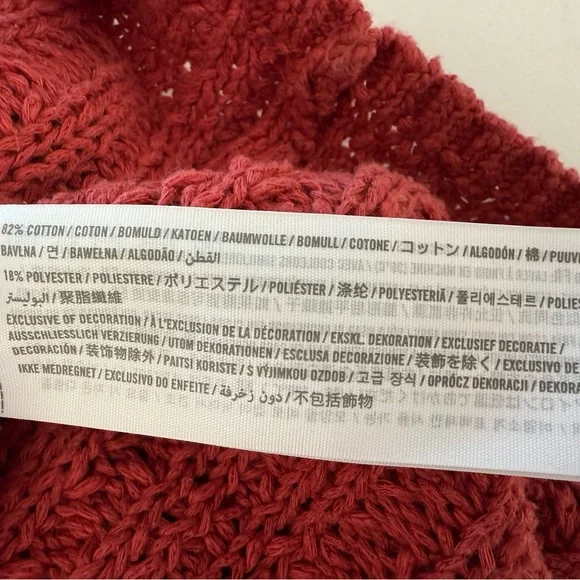 82% COTTON / COTON / BOMULD / KATOEN / BAUMWOLLE / BOMULL / COTONE / コットン / ALGODÓN / 棉 / PUUVI
BAVLNA / 면 / BAWEŁNA / ALGODÃO / القطن
18% POLYESTER / POLIESTERE / ポリエステル / POLIÉSTER / 涤纶 / POLYESTERIÄ / 폴리에스테르 / POLIES
البوليستر / 聚脂纖維
EXCLUSIVE OF DECORATION / À L'EXCLUSION DE LA DÉCORATION / EKSKL. DEKORATION / EXCLUSIEF DECORATIE /
AUSSCHLIESSLICH VERZIERUNG / UTOM DEKORATIONEN / ESCLUSA DECORAZIONE / 装飾を除く / EXCLUSIVO DE
DECORACIÓN / 装饰物除外 / PAITSI KORISTE / S VÝJIMKOU OZDOB / 고급 장식 / OPRÓCZ DEKORACJI / DEKORA
IKKE MEDREGNET / EXCLUSIVO DO ENFEITE / دون زخرفة / 不包括飾物